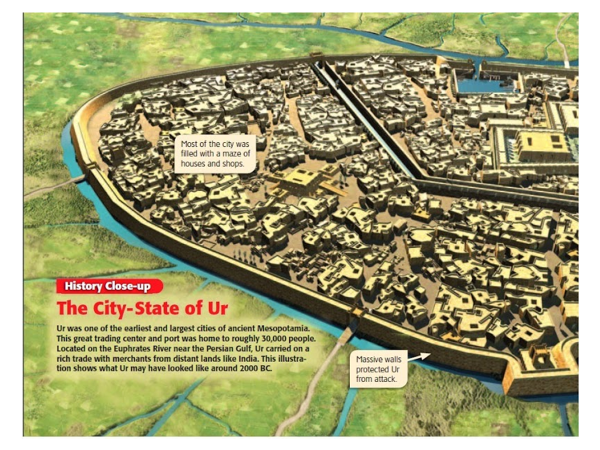 Most of the city was
filled with a maze of
houses and shops.
History Close-up
The City-State of Ur
Ur was one of the earliest and largest cities of ancient Mesopotamia.
This great trading center and port was home to roughly 30,000 people.
Located on the Euphrates River near the Persian Gulf, Ur carried on a
rich trade with merchants from distant lands like India. This illustra-
tion shows what Ur may have looked like around 2000 BC.
Massive walls
protected Ur
from attack.